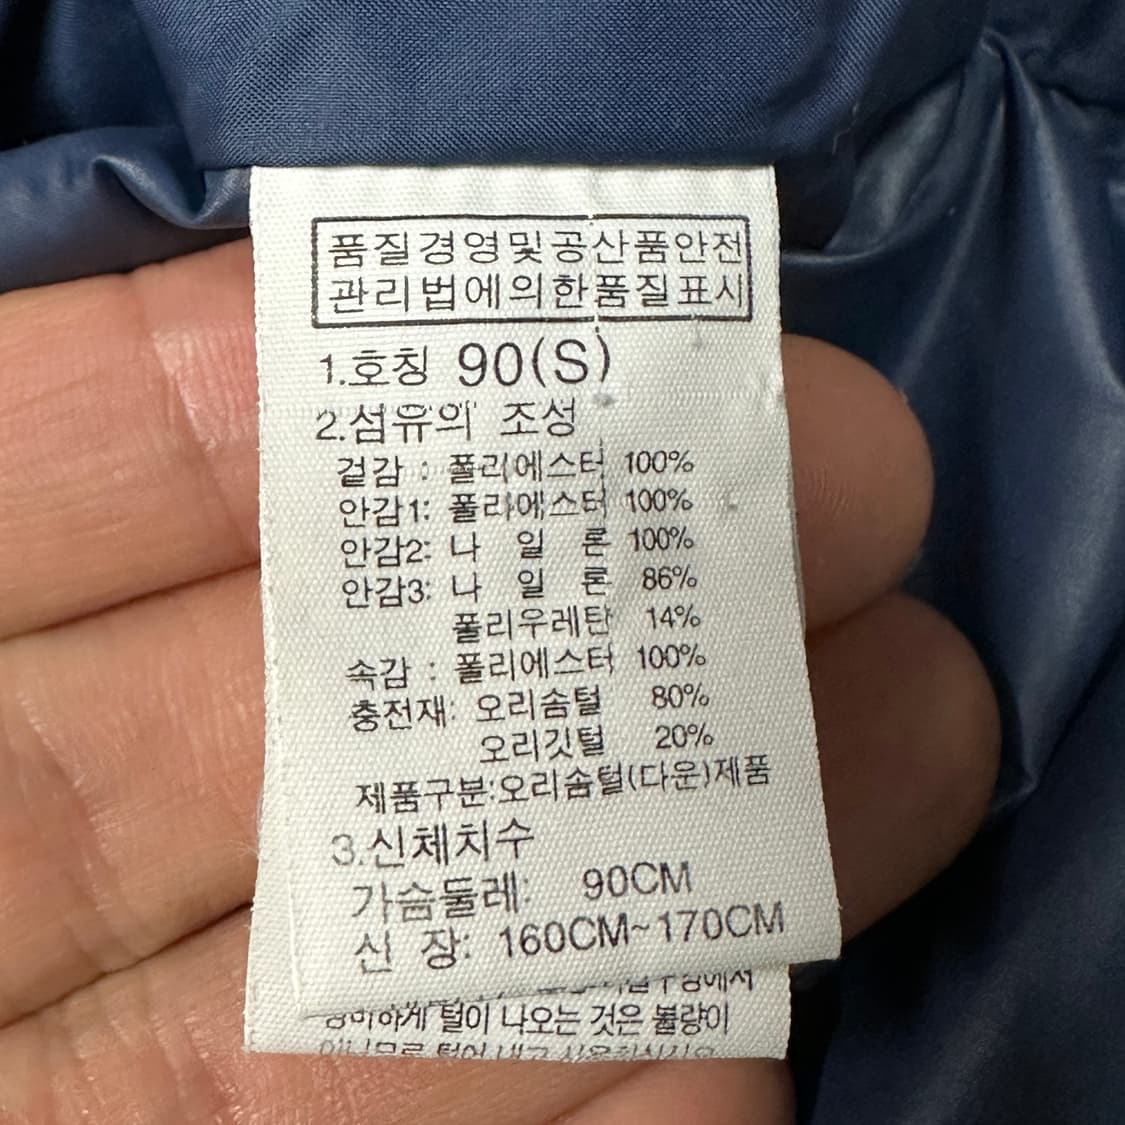 품질경영및공산품안전
관리법에의한품질표시
1.호칭 90(S)
2.섬유의 조성
겉감 : 폴리에스터 100%
안감1: 폴리에스터 100%
안감2: 나 일 론 100%
안감3: 나 일 론 86%
폴리우레탄 14%
속감 : 폴리에스터 100%
충전재: 오리솜털 80%
오리깃털 20%
제품구분:오리솜털(다운)제품
3.신체치수
가슴둘레: 90CM
신 장: 160CM~170CM
털이 나오는 것은 불량이